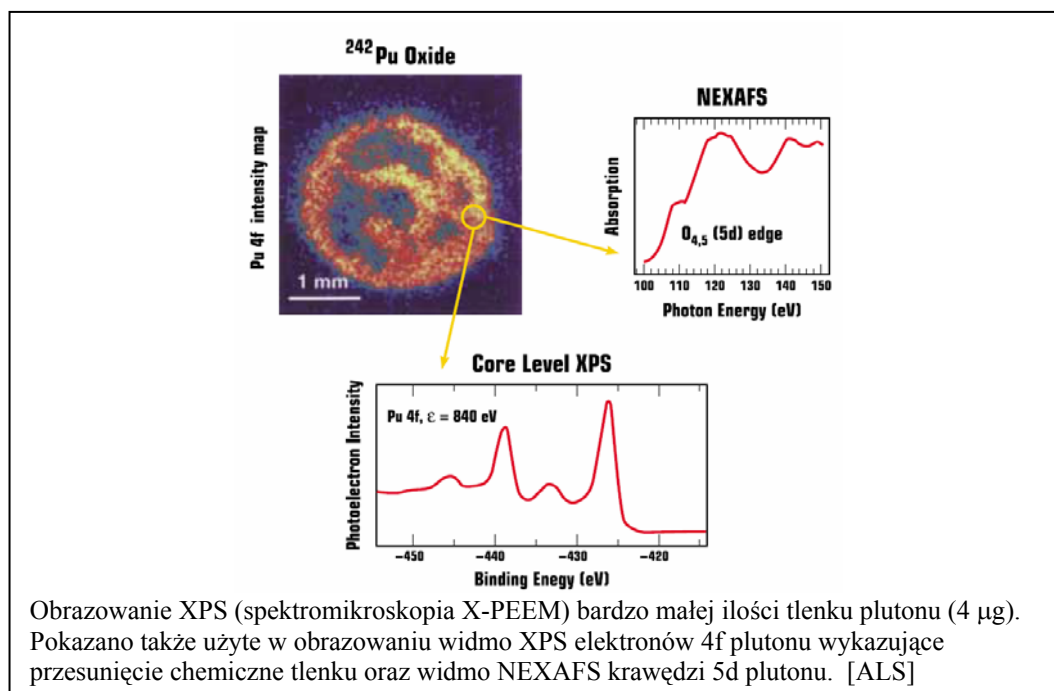 ²⁴²Pu Oxide
Pu 4f intensity map
1 mm
NEXAFS
Absorption
O₄,₅ (5d) edge
100 110 120 130 140 150
Photon Energy (eV)
Core Level XPS
Photoelectron Intensity
Pu 4f, ε = 840 eV
−450 −440 −430 −420
Binding Enegy (eV)
Obrazowanie XPS (spektromikroskopia X-PEEM) bardzo małej ilości tlenku plutonu (4 μg).
Pokazano także użyte w obrazowaniu widmo XPS elektronów 4f plutonu wykazujące
przesunięcie chemiczne tlenku oraz widmo NEXAFS krawędzi 5d plutonu. [ALS]